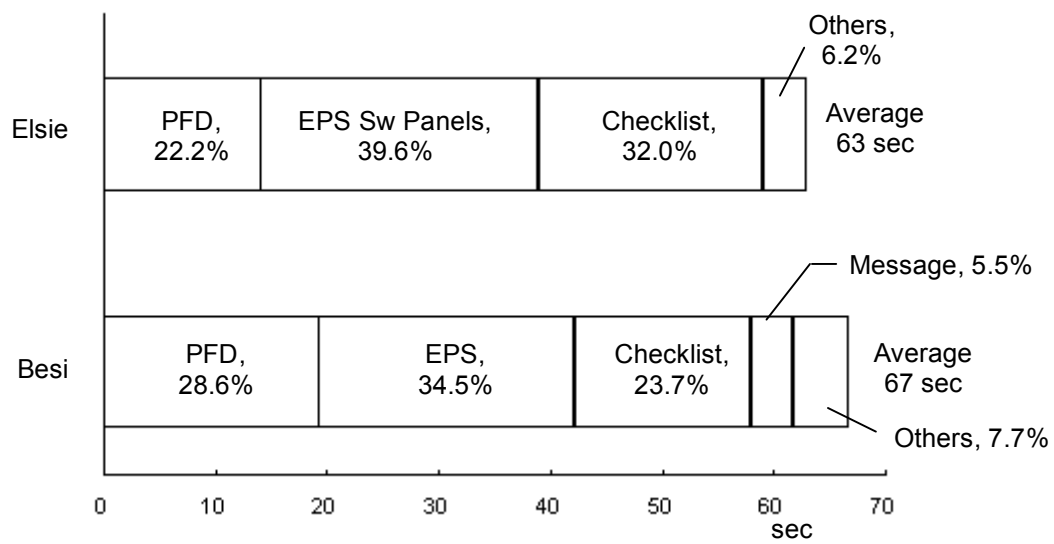 Others,
6.2%
Elsie
PFD,
22.2%
EPS Sw Panels,
39.6%
Checklist,
32.0%
Average
63 sec
Message, 5.5%
Besi
PFD,
28.6%
EPS,
34.5%
Checklist,
23.7%
Average
67 sec
Others, 7.7%
0 10 20 30 40 50 60 70
sec